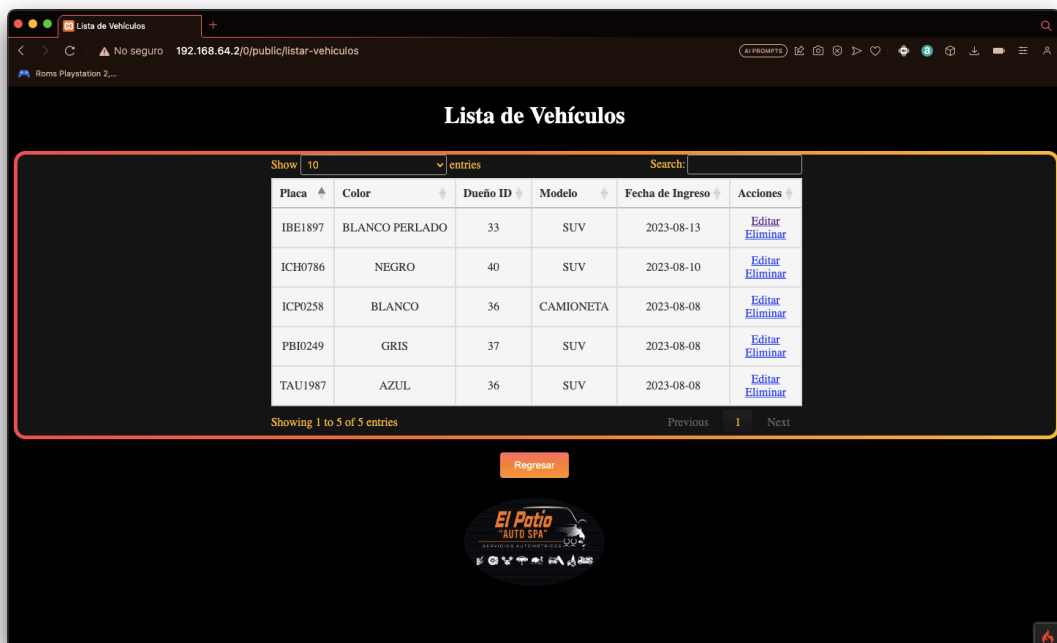 Lista de Vehículos
No seguro 192.168.64.2/0/public/listar-vehiculos AI PROMPTS
Roms Playstation 2,...
Lista de Vehículos
Show 10 entries Search:
Placa Color Dueño ID Modelo Fecha de Ingreso Acciones
IBE1897 BLANCO PERLADO 33 SUV 2023-08-13 Editar Eliminar
ICH0786 NEGRO 40 SUV 2023-08-10 Editar Eliminar
ICP0258 BLANCO 36 CAMIONETA 2023-08-08 Editar Eliminar
PBI0249 GRIS 37 SUV 2023-08-08 Editar Eliminar
TAU1987 AZUL 36 SUV 2023-08-08 Editar Eliminar
Showing 1 to 5 of 5 entries Previous 1 Next
Regresar
El Patio
"AUTO SPA"
SERVICIOS AUTOMOTRICES